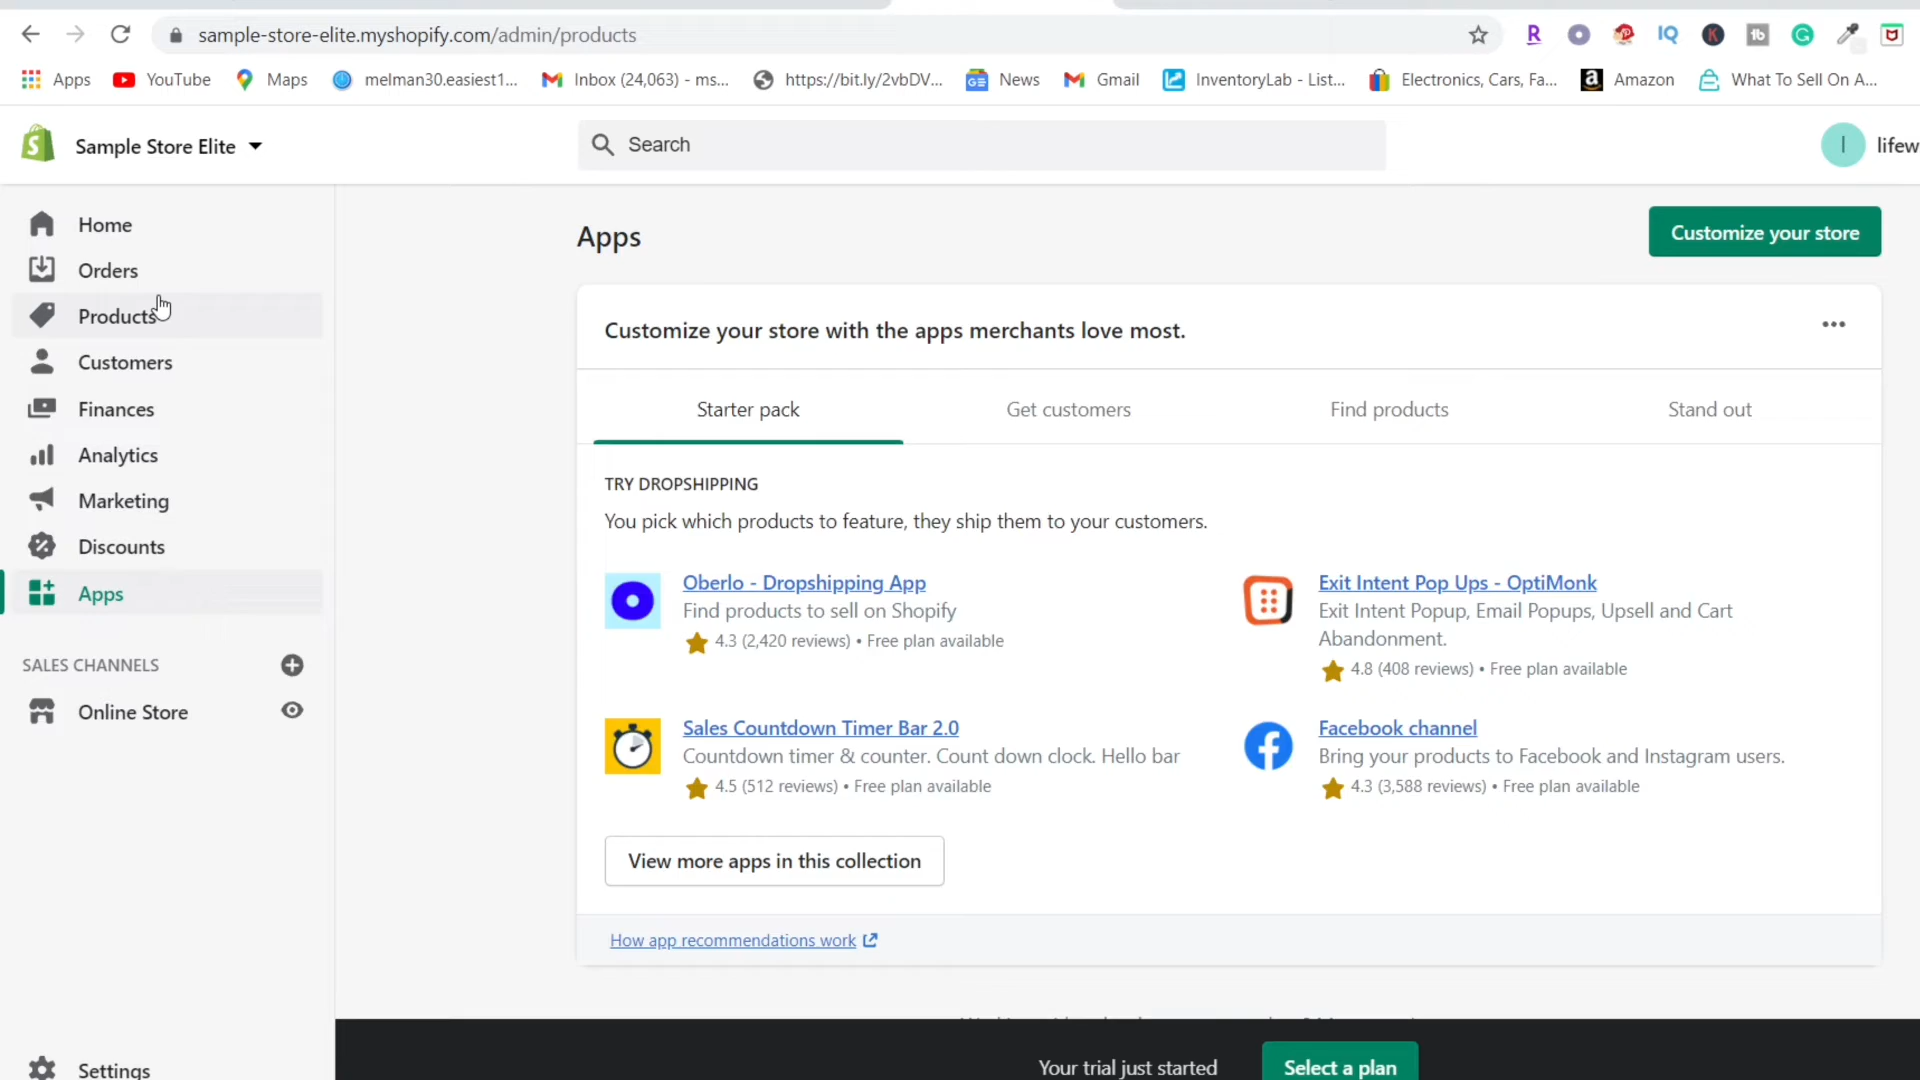 sample-store-elite.myshopify.com/admin/products
Apps YouTube Maps melman30.easiest1... Inbox (24,063) - ms... https://bit.ly/2vbDV... News Gmail InventoryLab - List... Electronics, Cars, Fa... Amazon What To Sell On A...
Sample Store Elite
Search
lifew
Home
Orders
Products
Customers
Finances
Analytics
Marketing
Discounts
Apps
SALES CHANNELS
Online Store
Settings
Apps
Customize your store
Customize your store with the apps merchants love most.
Starter pack Get customers Find products Stand out
TRY DROPSHIPPING
You pick which products to feature, they ship them to your customers.
Oberlo - Dropshipping App
Find products to sell on Shopify
4.3 (2,420 reviews) • Free plan available
Exit Intent Pop Ups - OptiMonk
Exit Intent Popup, Email Popups, Upsell and Cart
Abandonment.
4.8 (408 reviews) • Free plan available
Sales Countdown Timer Bar 2.0
Countdown timer & counter. Count down clock. Hello bar
4.5 (512 reviews) • Free plan available
Facebook channel
Bring your products to Facebook and Instagram users.
4.3 (3,588 reviews) • Free plan available
View more apps in this collection
How app recommendations work
Your trial just started
Select a plan